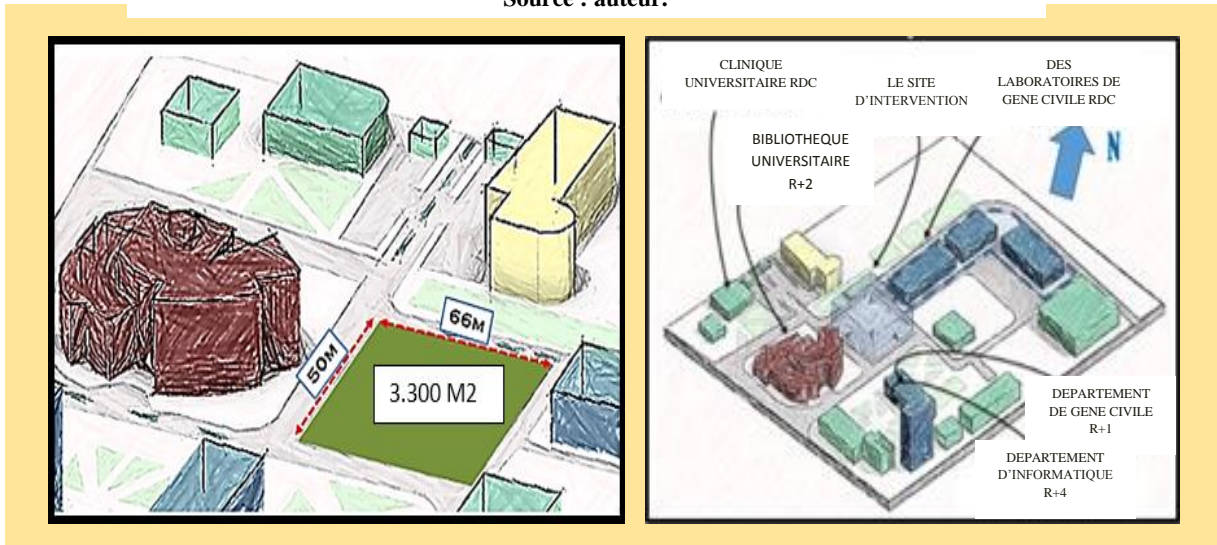 Source : auteur.
50M
66M
3.300 M2
CLINIQUE
UNIVERSITAIRE RDC
LE SITE
D'INTERVENTION
DES
LABORATOIRES DE
GENE CIVILE RDC
BIBLIOTHEQUE
UNIVERSITAIRE
R+2
N
DEPARTEMENT
DE GENE CIVILE
R+1
DEPARTEMENT
D'INFORMATIQUE
R+4